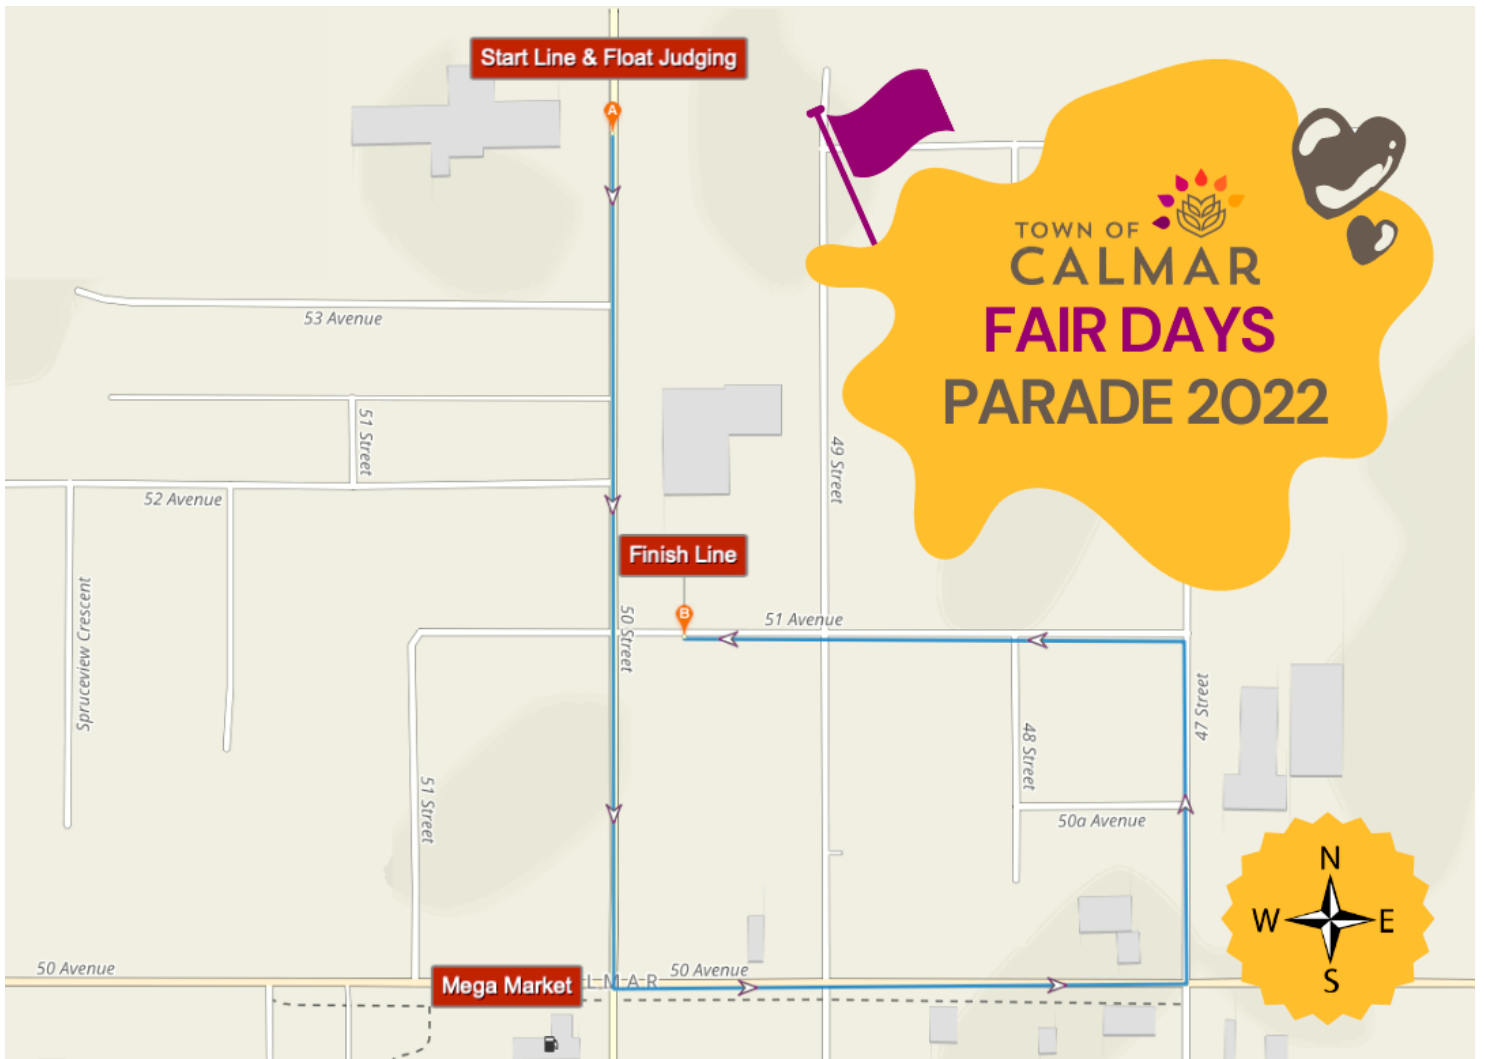 Start Line & Float Judging
A
TOWN OF
CALMAR
FAIR DAYS
PARADE 2022
53 Avenue
51 Street
49 Street
52 Avenue
Finish Line
B
51 Avenue
50 Street
Spruceview Crescent
47 Street
48 Street
51 Street
50a Avenue
N
W E
S
50 Avenue
Mega Market
LMAR
50 Avenue